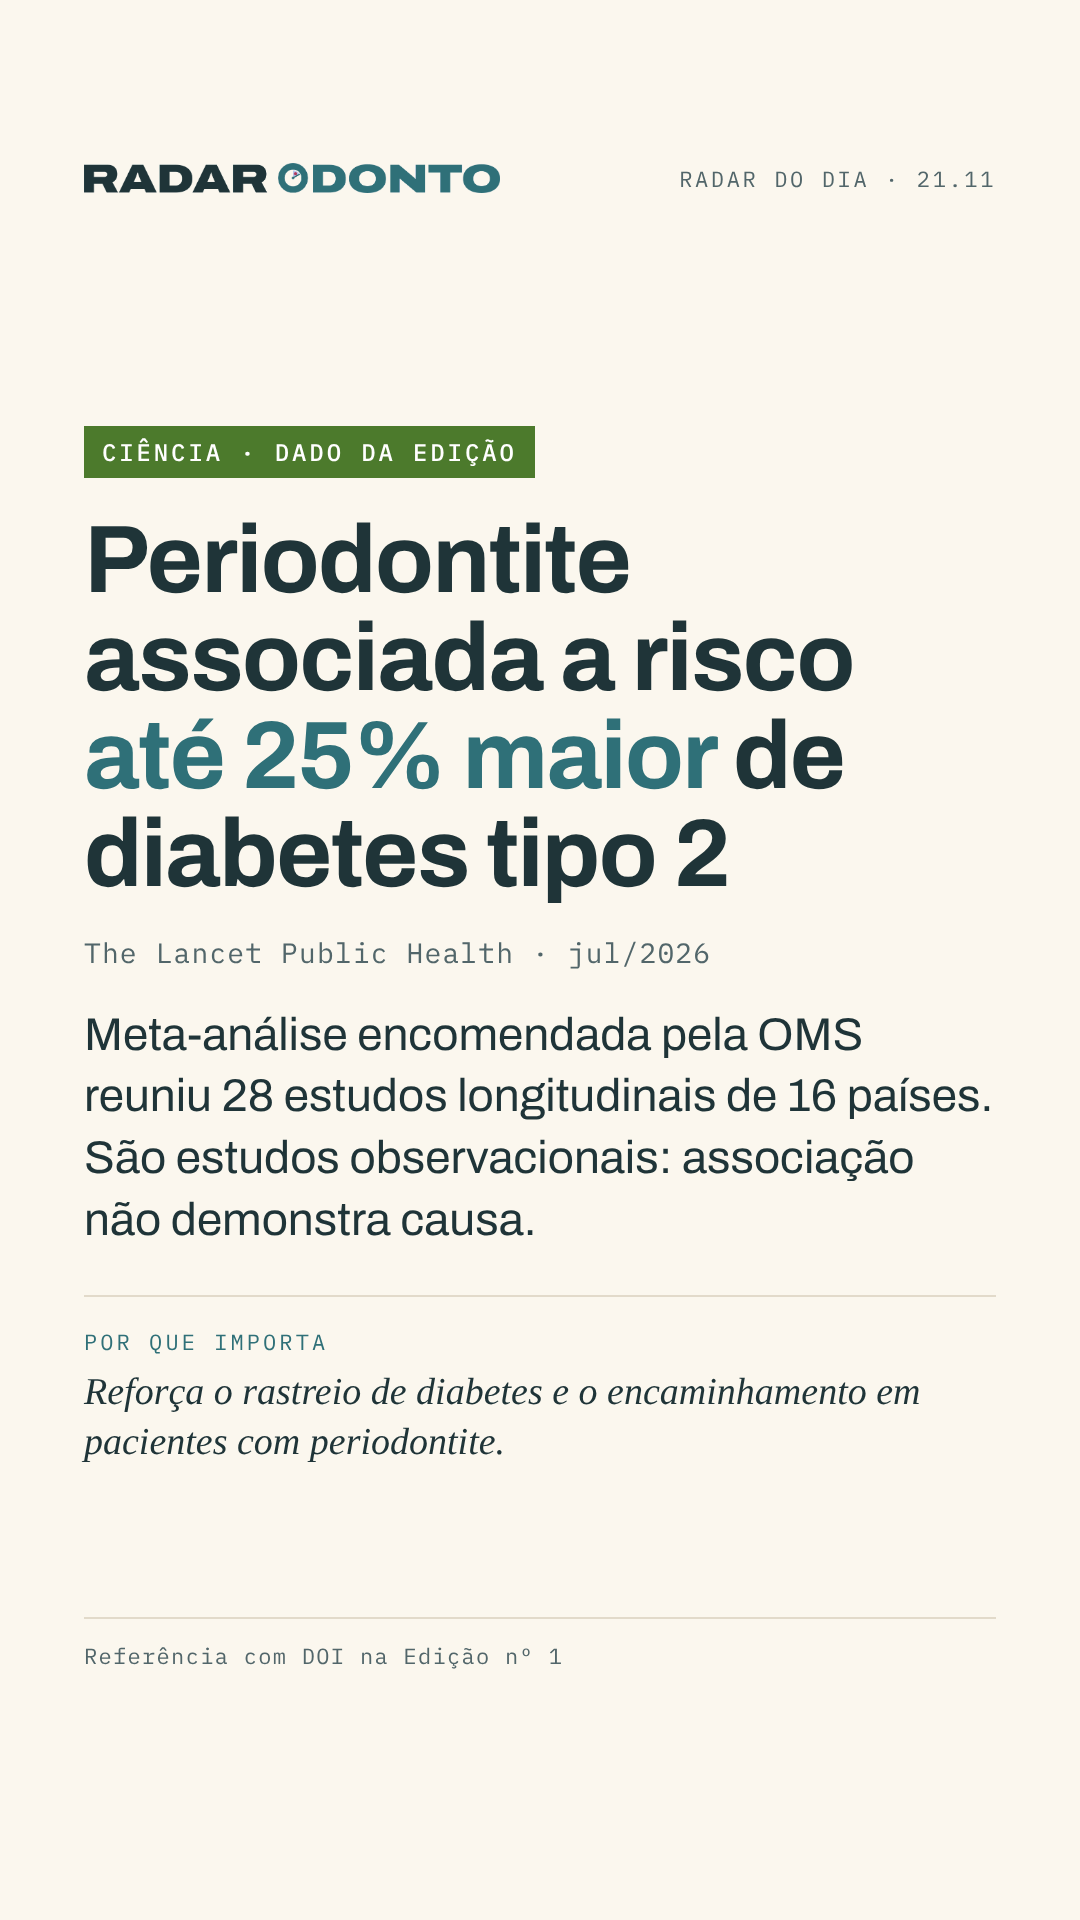 RADAR ODONTO
RADAR DO DIA · 21.11
CIÊNCIA · DADO DA EDIÇÃO
Periodontite
associada a risco
até 25% maior de
diabetes tipo 2
The Lancet Public Health · jul/2026
Meta-análise encomendada pela OMS
reuniu 28 estudos longitudinais de 16 países.
São estudos observacionais: associação
não demonstra causa.
POR QUE IMPORTA
Reforça o rastreio de diabetes e o encaminhamento em
pacientes com periodontite.
Referência com DOI na Edição nº 1